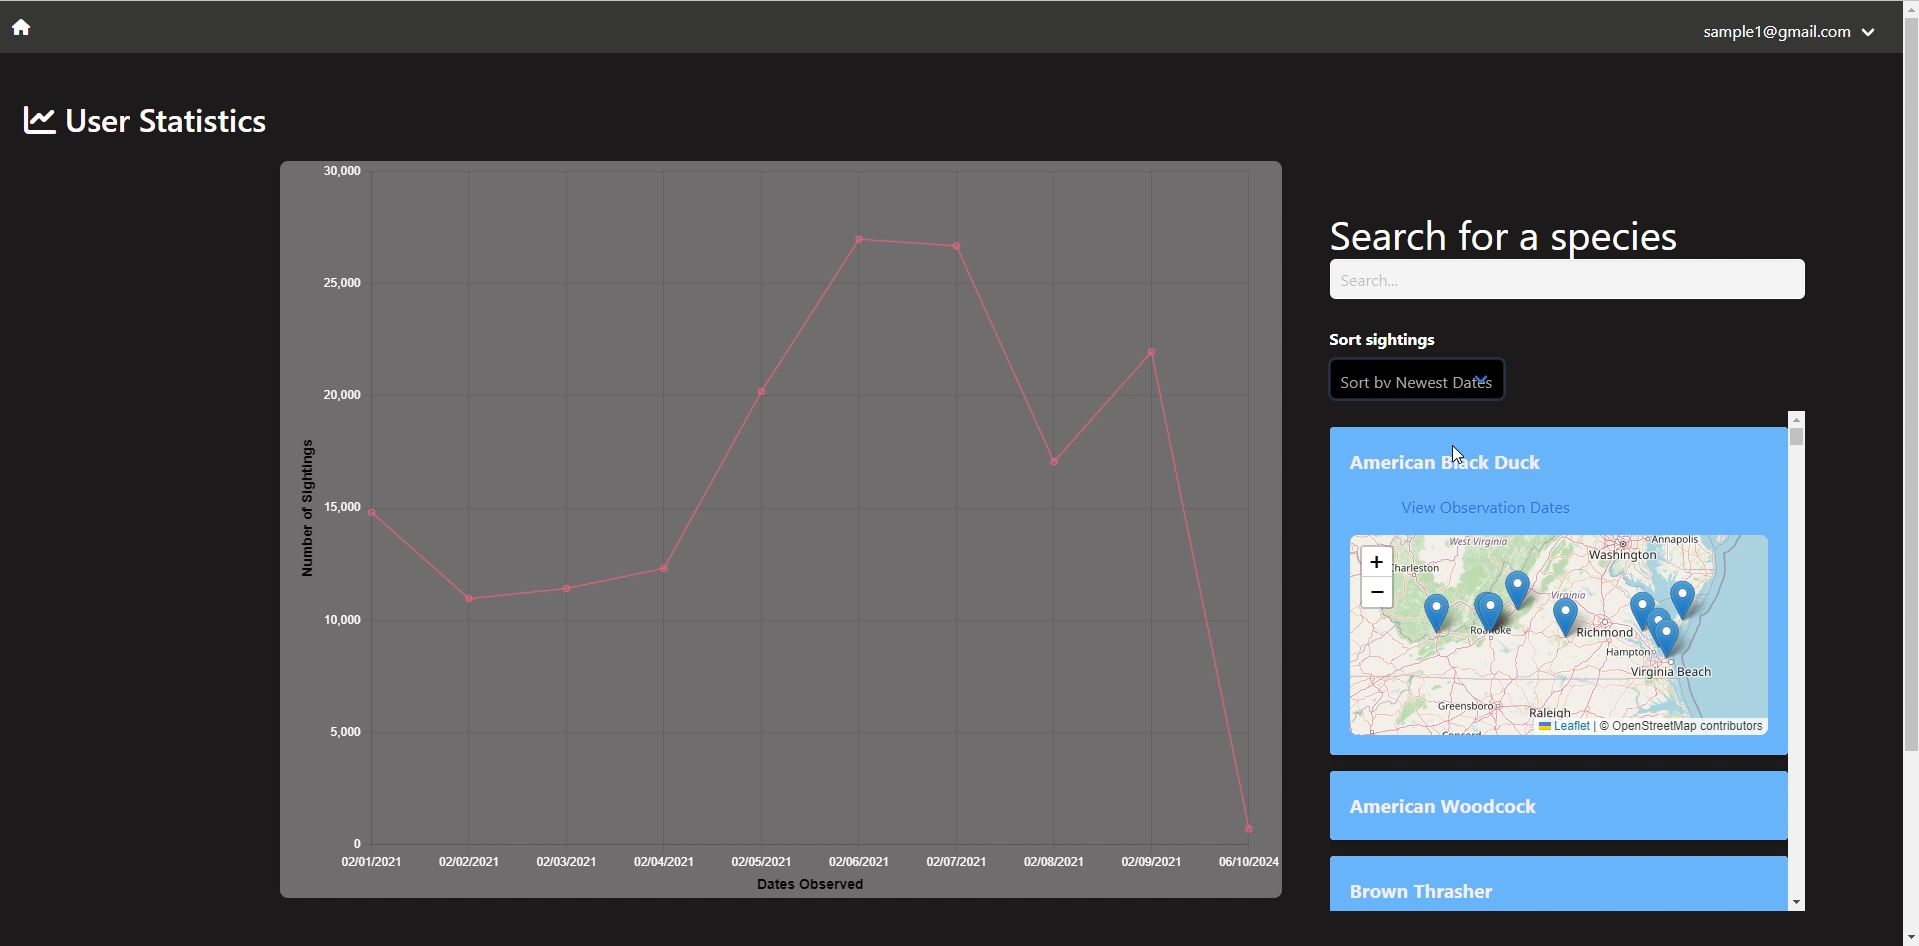 sample1@gmail.com
User Statistics
30,000
25,000
20,000
15,000
10,000
5,000
0
Number of Sightings
02/01/2021 02/02/2021 02/03/2021 02/04/2021 02/05/2021 02/06/2021 02/07/2021 02/08/2021 02/09/2021 06/10/2024
Dates Observed
Search for a species
Search...
Sort sightings
Sort by Newest Dates
American Black Duck
View Observation Dates
+
−
West Virginia
Annapolis
Washington
Charleston
Virginia
Roanoke
Richmond
Hampton
Virginia Beach
Greensboro
Raleigh
Concord
Leaflet | © OpenStreetMap contributors
American Woodcock
Brown Thrasher